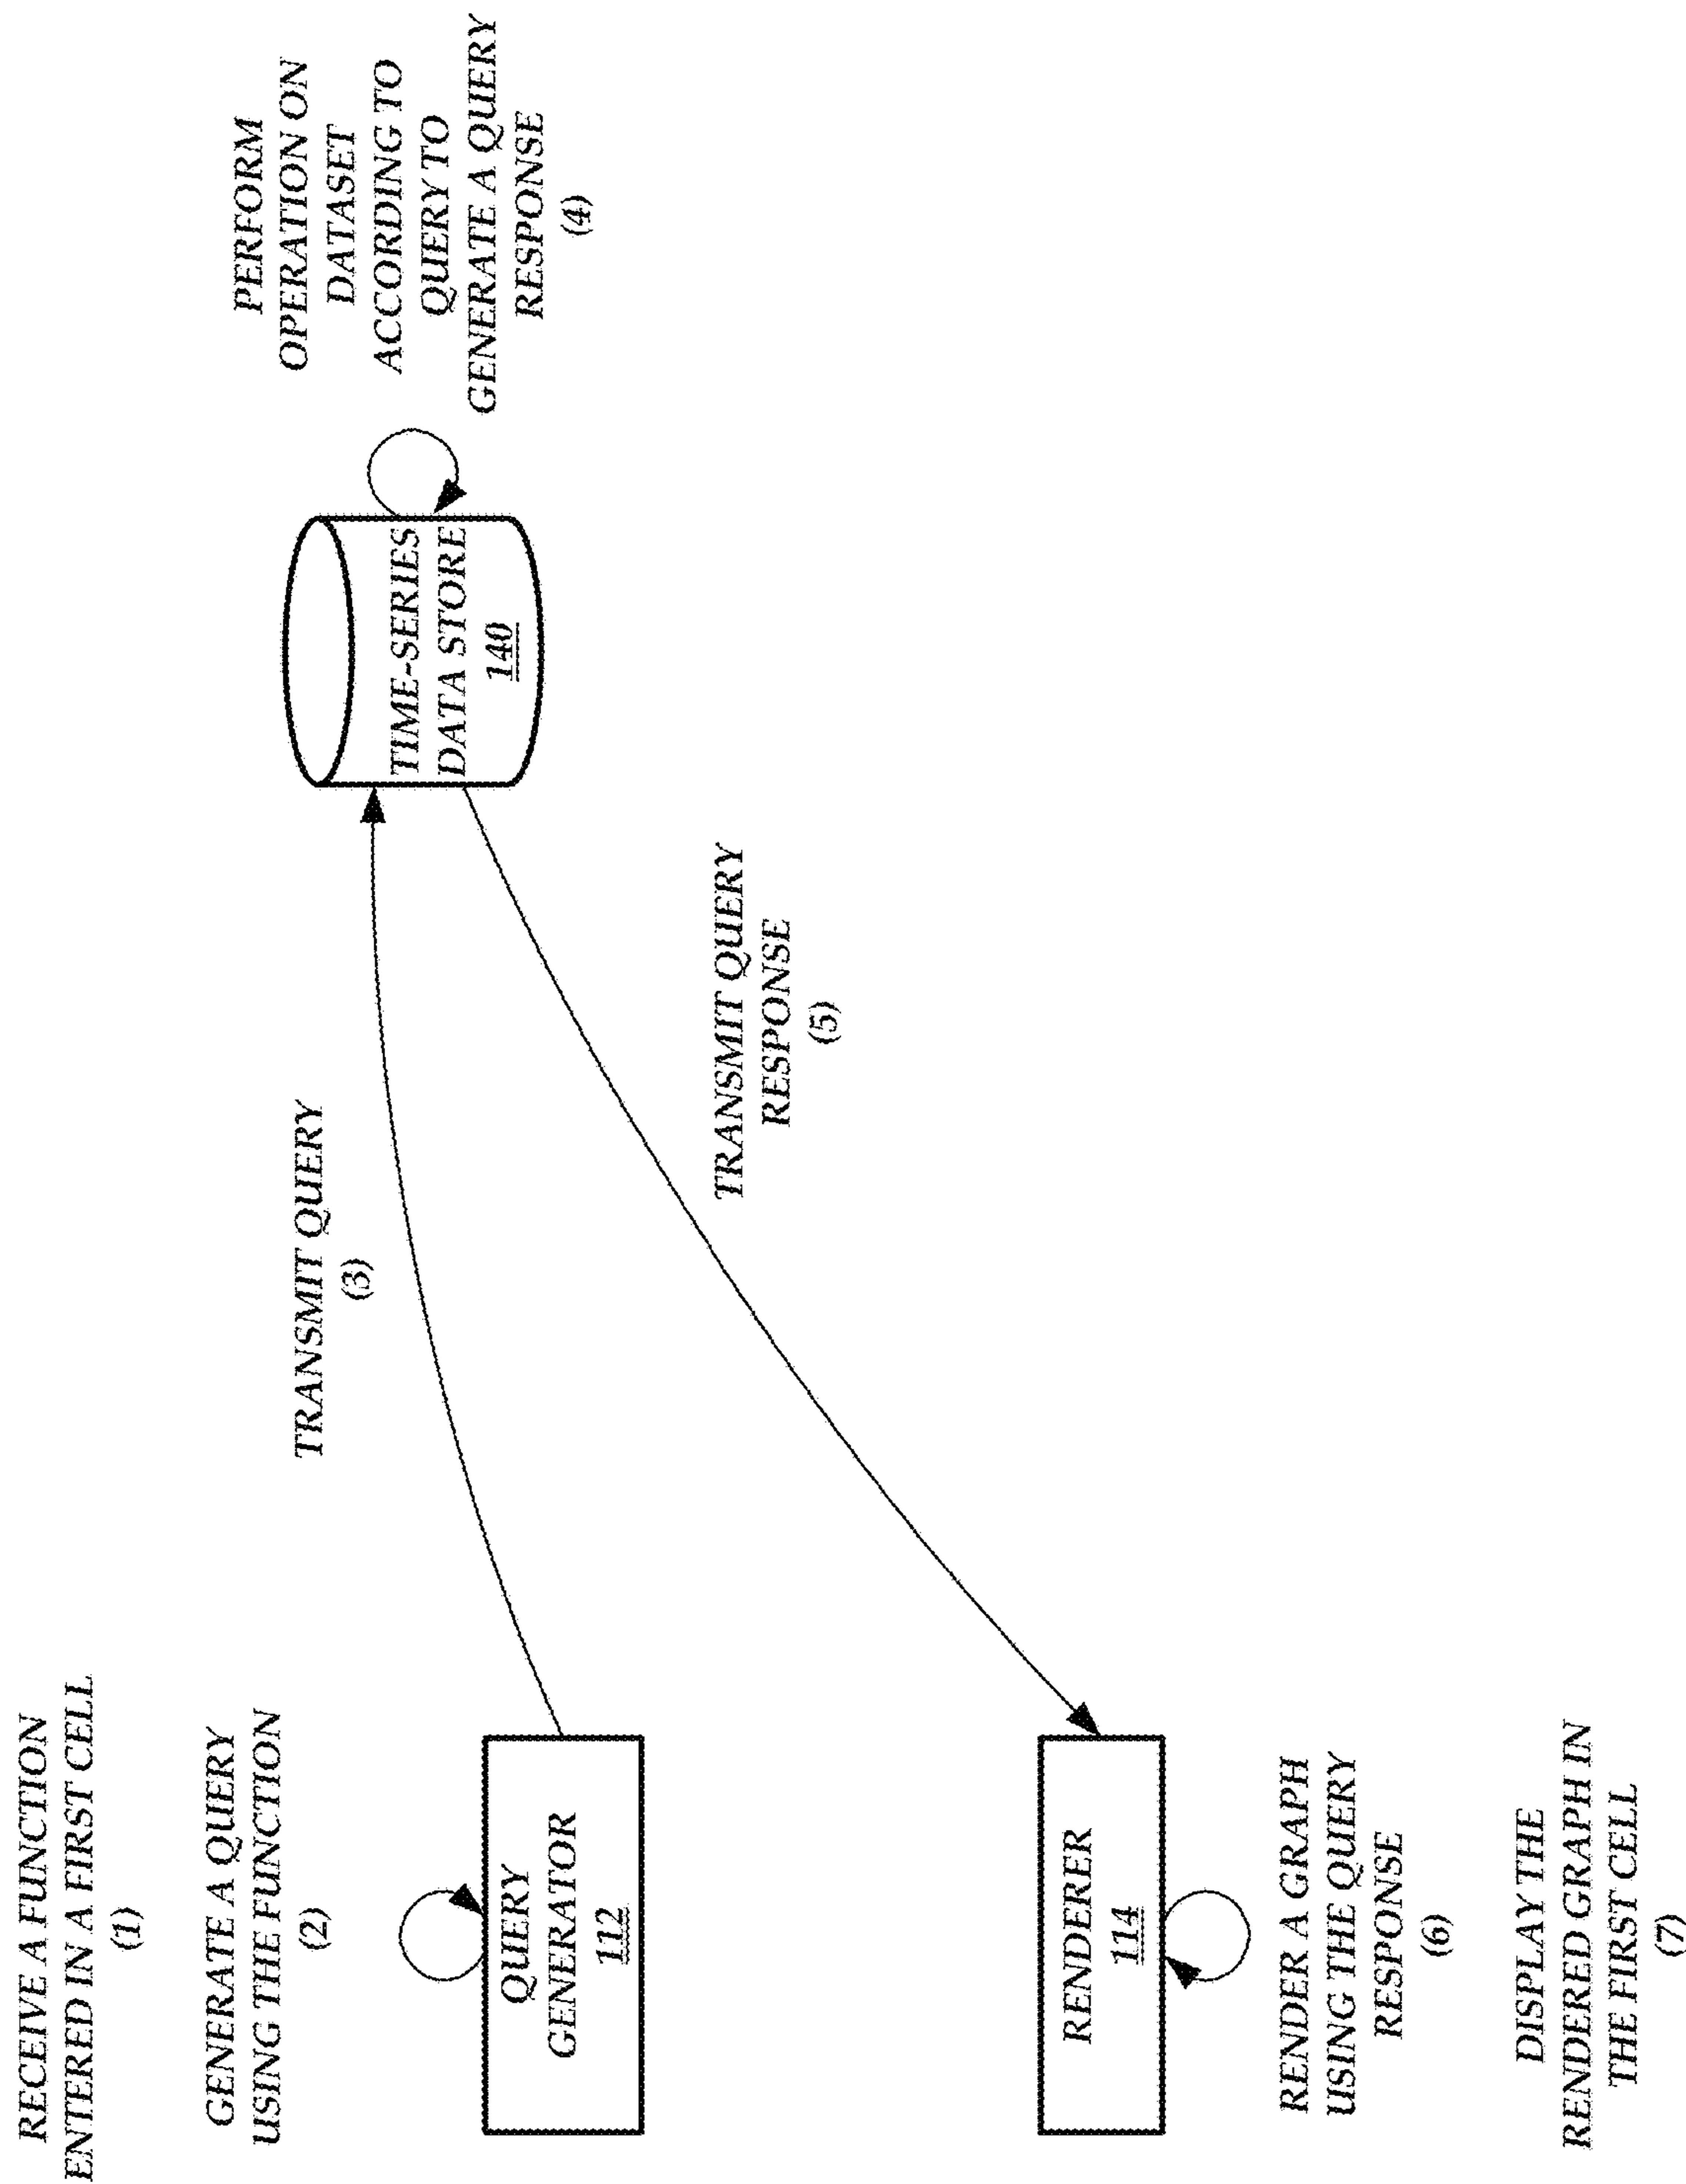 RECEIVE A FUNCTION
ENTERED IN A FIRST CELL
(1)
GENERATE A QUERY
USING THE FUNCTION
(2)
QUERY
GENERATOR
112
TRANSMIT QUERY
(3)
TIME-SERIES
DATA STORE
140
PERFORM
OPERATION ON
DATASET
ACCORDING TO
QUERY TO
GENERATE A QUERY
RESPONSE
(4)
TRANSMIT QUERY
RESPONSE
(5)
RENDERER
114
RENDER A GRAPH
USING THE QUERY
RESPONSE
(6)
DISPLAY THE
RENDERED GRAPH IN
THE FIRST CELL
(7)